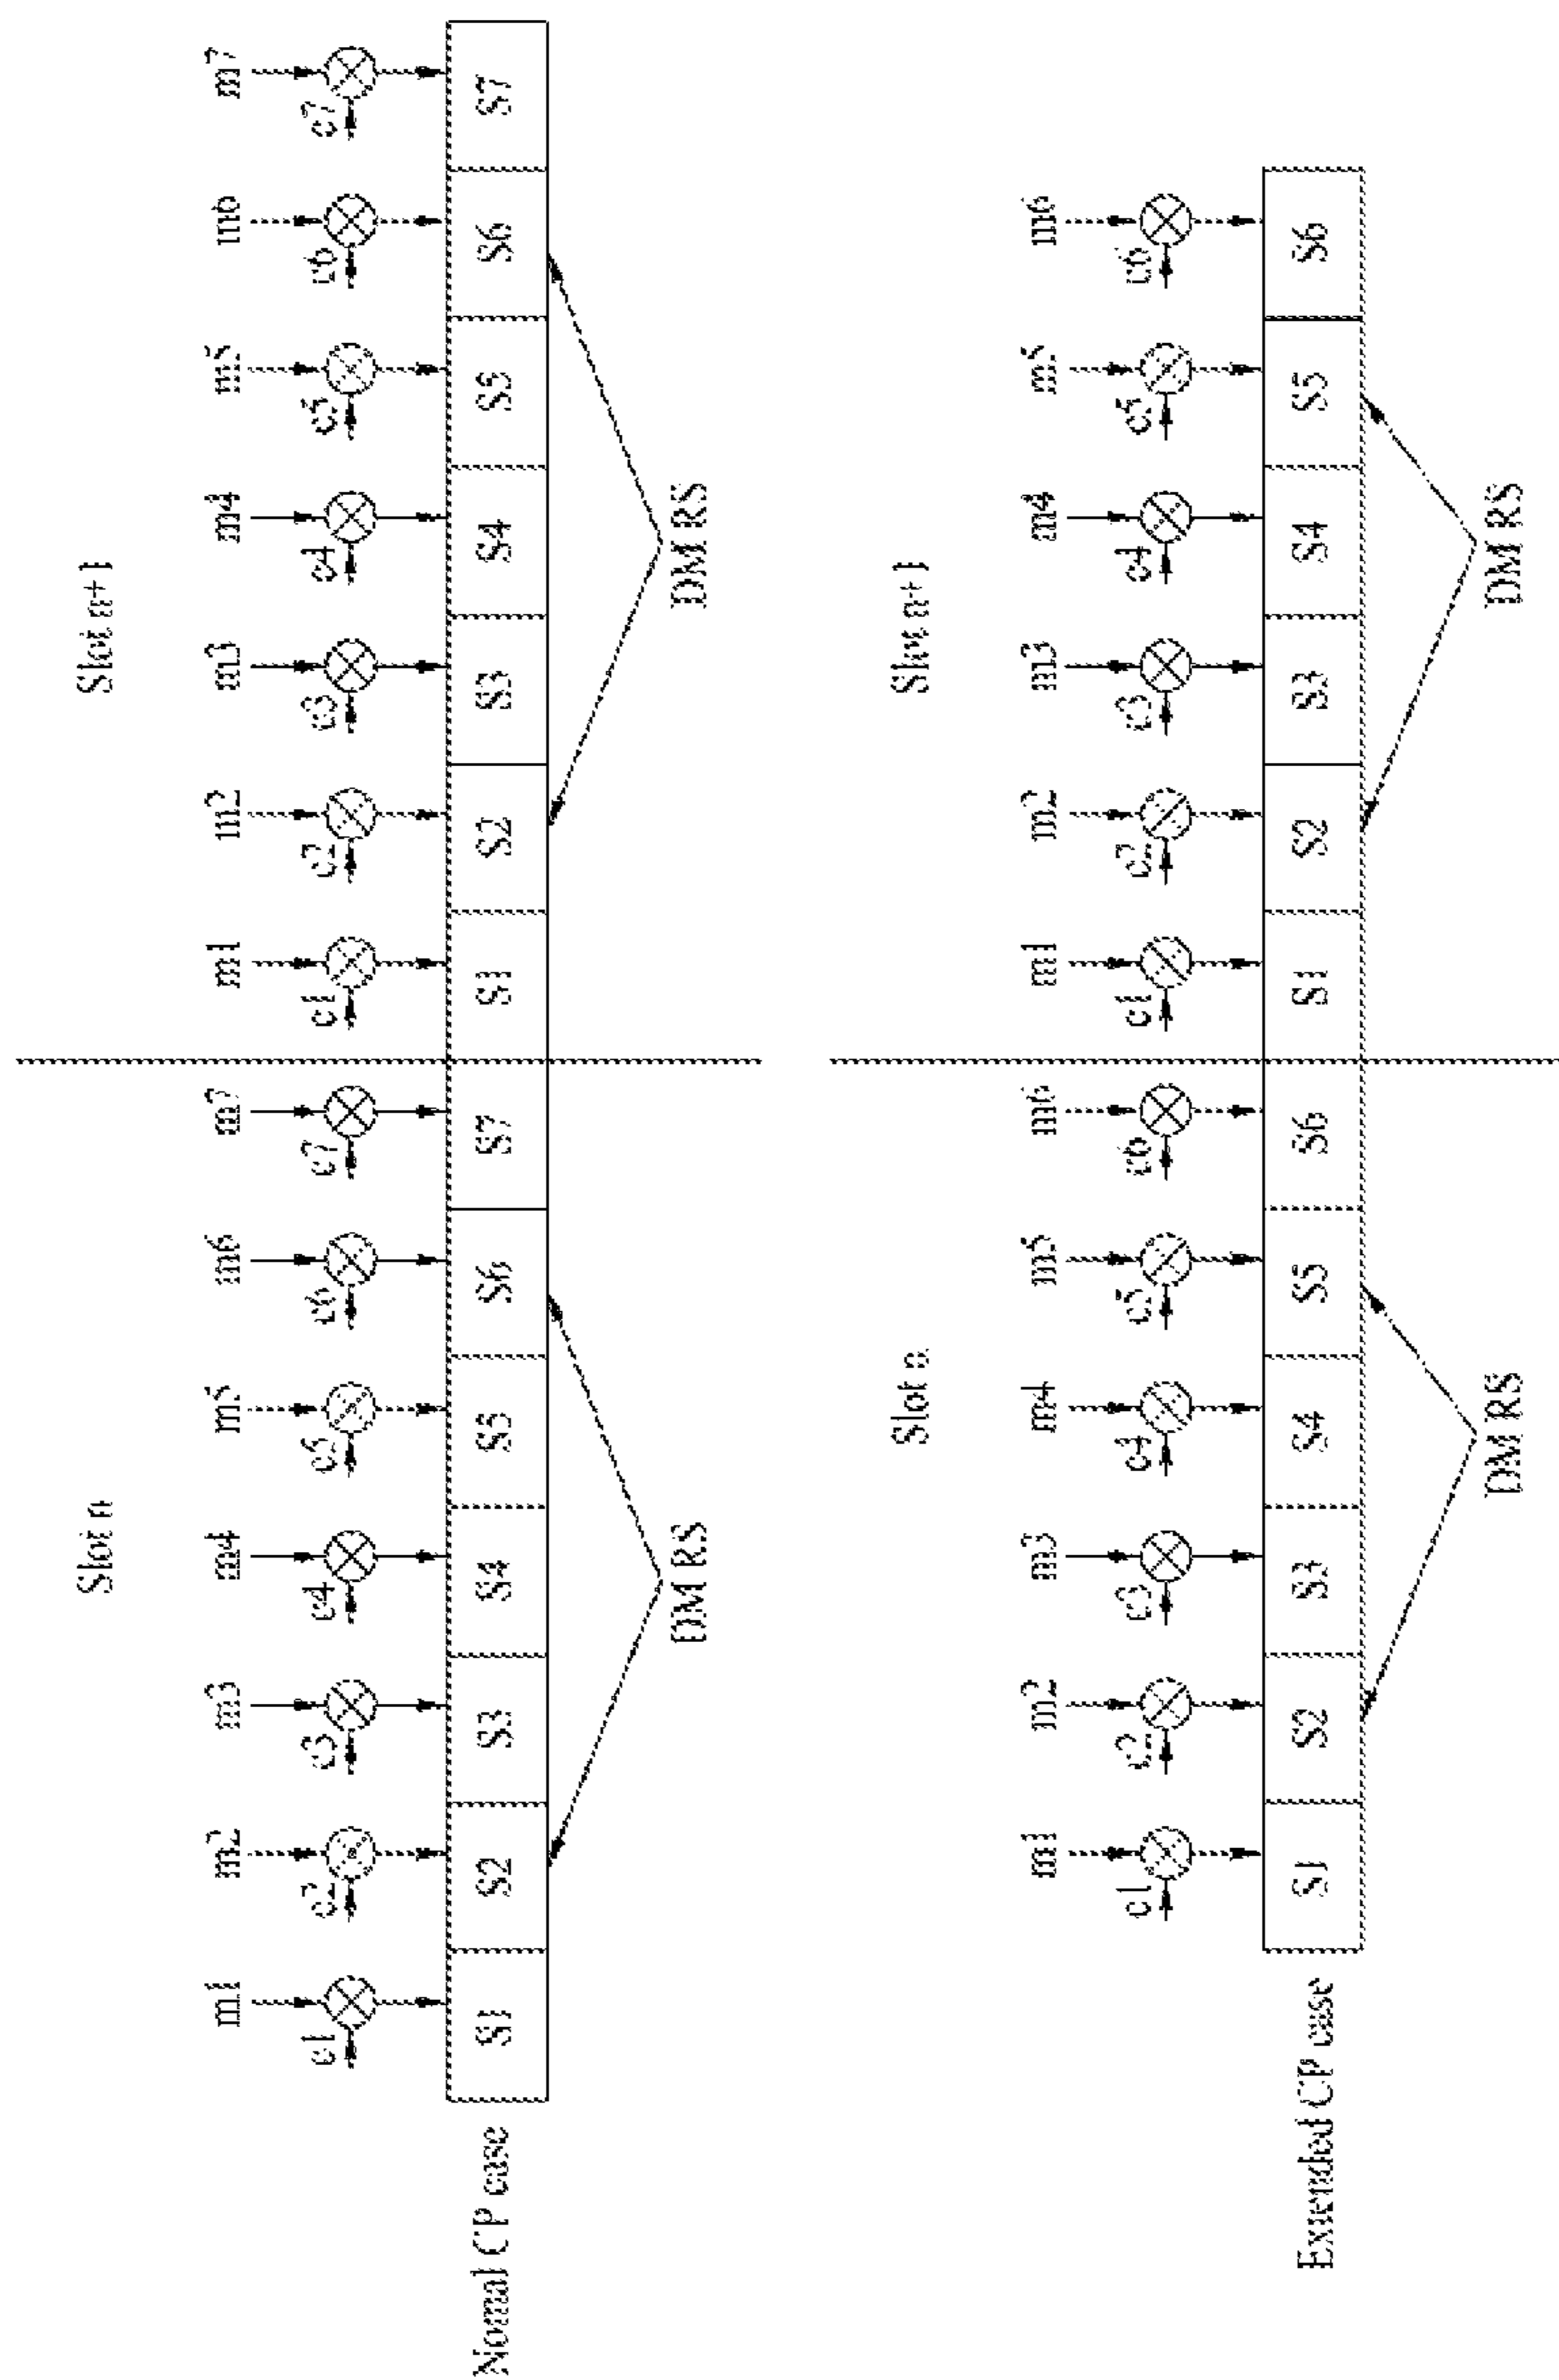 Slot n
Slot n+1
m1 m2 m3 m4 m5 m6 m7 m1 m2 m3 m4 m5 m6 m7
c1 c2 c3 c4 c5 c6 c7 c1 c2 c3 c4 c5 c6 c7
Nomal CP case
S1 S2 S3 S4 S5 S6 S7 S1 S2 S3 S4 S5 S6 S7
DM RS
DM RS
Slot n
Slot n+1
m1 m2 m3 m4 m5 m6 m1 m2 m3 m4 m5 m6
c1 c2 c3 c4 c5 c6 c1 c2 c3 c4 c5 c6
Extended CP case
S1 S2 S3 S4 S5 S6 S1 S2 S3 S4 S5 S6
DM RS
DM RS